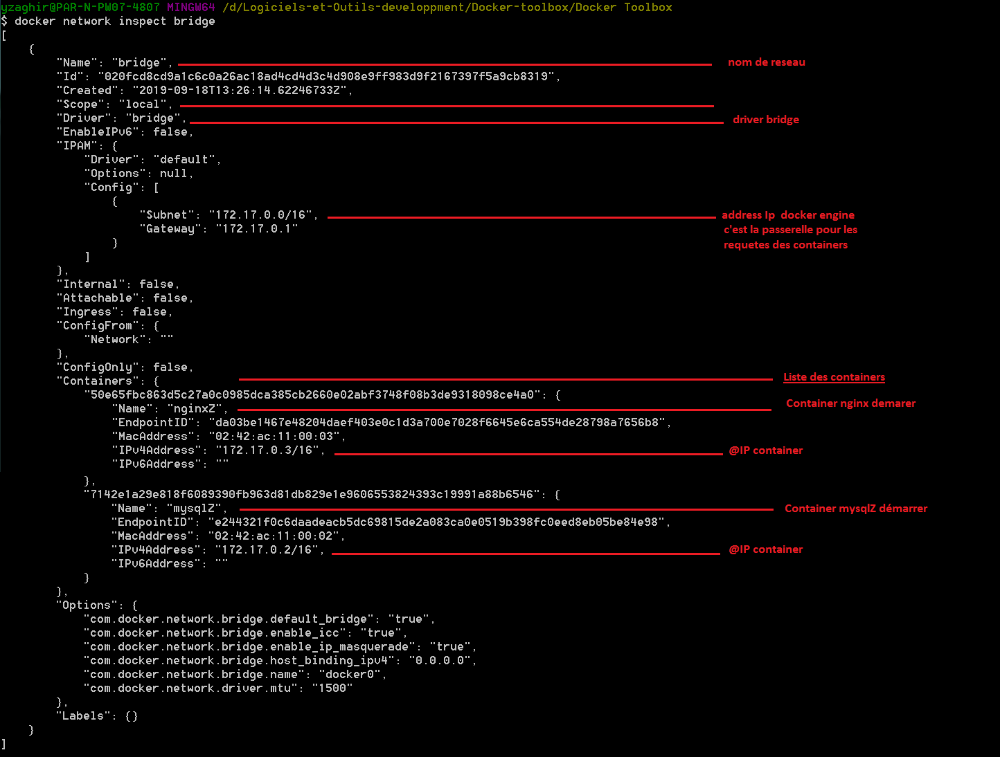 yzaghir@PAR-N-PW07-4807 MINGW64 /d/Logiciels-et-Outils-developpment/Docker-toolbox/Docker Toolbox
$ docker network inspect bridge
[
    {
        "Name": "bridge", nom de reseau
        "Id": "020fcd8cd9a1c6c0a26ac18ad4cd4d3c4d908e9ff983d9f2167397f5a9cb8319",
        "Created": "2019-09-18T13:26:14.62246733Z",
        "Scope": "local",
        "Driver": "bridge", driver bridge
        "EnableIPv6": false,
        "IPAM": {
            "Driver": "default",
            "Options": null,
            "Config": [
                {
                    "Subnet": "172.17.0.0/16", address Ip  docker engine
                    "Gateway": "172.17.0.1" c'est la passerelle pour les
                } requetes des containers
            ]
        },
        "Internal": false,
        "Attachable": false,
        "Ingress": false,
        "ConfigFrom": {
            "Network": ""
        },
        "ConfigOnly": false,
        "Containers": { Liste des containers
            "50e65fbc863d5c27a0c0985dca385cb2660e02abf3748f08b3de9318098ce4a0": {
                "Name": "nginxZ", Container nginx demarer
                "EndpointID": "da03be1467e48204daef403e0c1d3a700e7028f6645e6ca554de28798a7656b8",
                "MacAddress": "02:42:ac:11:00:03",
                "IPv4Address": "172.17.0.3/16", @IP container
                "IPv6Address": ""
            },
            "7142e1a29e818f6089390fb963d81db829e1e9606553824393c19991a88b6546": {
                "Name": "mysqlZ", Container mysqlZ démarrer
                "EndpointID": "e244321f0c6daadeacb5dc69815de2a083ca0e0519b398fc0eed8eb05be84e98",
                "MacAddress": "02:42:ac:11:00:02",
                "IPv4Address": "172.17.0.2/16", @IP container
                "IPv6Address": ""
            }
        },
        "Options": {
            "com.docker.network.bridge.default_bridge": "true",
            "com.docker.network.bridge.enable_icc": "true",
            "com.docker.network.bridge.enable_ip_masquerade": "true",
            "com.docker.network.bridge.host_binding_ipv4": "0.0.0.0",
            "com.docker.network.bridge.name": "docker0",
            "com.docker.network.driver.mtu": "1500"
        },
        "Labels": {}
    }
]